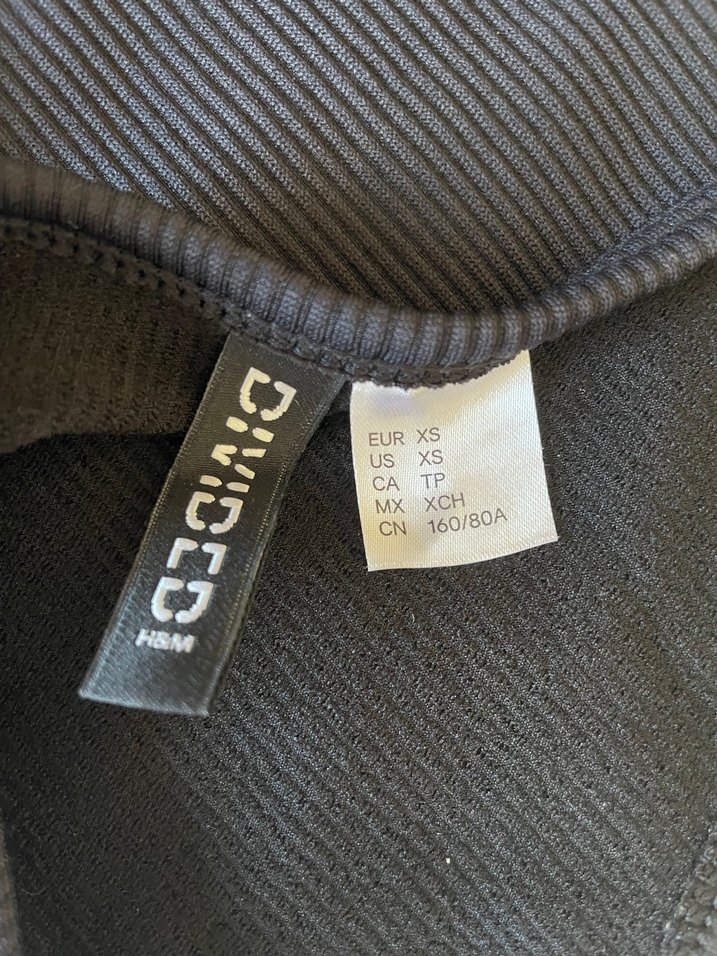 DIVIDED
H&M
EUR XS
US XS
CA TP
MX XCH
CN 160/80A